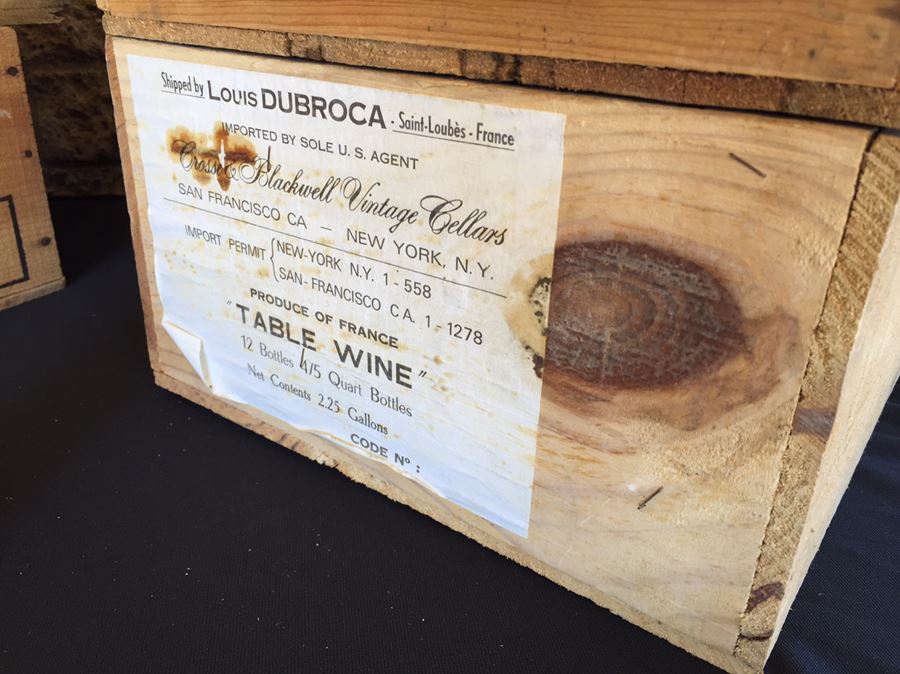 Shipped by Louis DUBROCA - Saint-Loubès - France
IMPORTED BY SOLE U. S. AGENT
Crosse & Blackwell Vintage Cellars
SAN FRANCISCO CA – NEW YORK, N. Y.
IMPORT PERMIT { NEW-YORK N.Y. 1 - 558
SAN-FRANCISCO CA. 1 - 1278
PRODUCE OF FRANCE
"TABLE WINE"
12 Bottles 4/5 Quart Bottles
Net Contents 2.25 Gallons
CODE Nº :